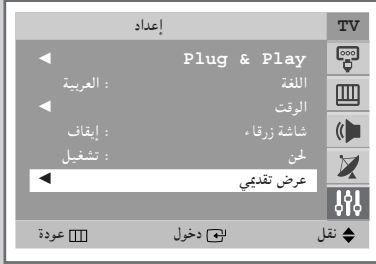 TV
إعداد
Plug & Play
اللغة : العربية
الوقت
شاشة زرقاء : إيقاف
لحن : تشغيل
عرض تقديمي
نقل دخول عودة